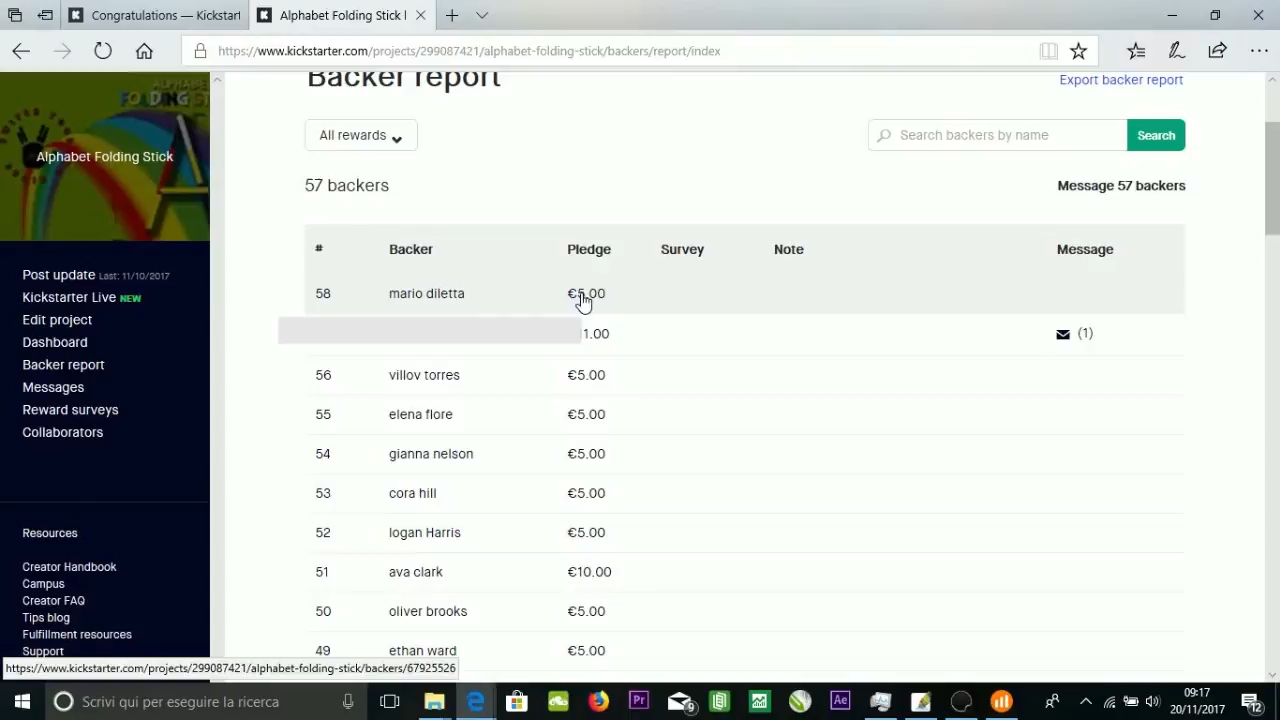 Congratulations — Kickstart
Alphabet Folding Stick I
https://www.kickstarter.com/projects/299087421/alphabet-folding-stick/backers/report/index
Alphabet Folding Stick
Post update Last: 11/10/2017
Kickstarter Live NEW
Edit project
Dashboard
Backer report
Messages
Reward surveys
Collaborators
Resources
Creator Handbook
Campus
Creator FAQ
Tips blog
Fulfillment resources
Support
Backer report
Export backer report
All rewards
Search backers by name
Search
57 backers
Message 57 backers
# Backer Pledge Survey Note Message
58 mario diletta €5.00
1.00 (1)
56 villov torres €5.00
55 elena flore €5.00
54 gianna nelson €5.00
53 cora hill €5.00
52 logan Harris €5.00
51 ava clark €10.00
50 oliver brooks €5.00
49 ethan ward €5.00
https://www.kickstarter.com/projects/299087421/alphabet-folding-stick/backers/67925526
Scrivi qui per eseguire la ricerca
Pr
9
Ae
09:17
20/11/2017
12